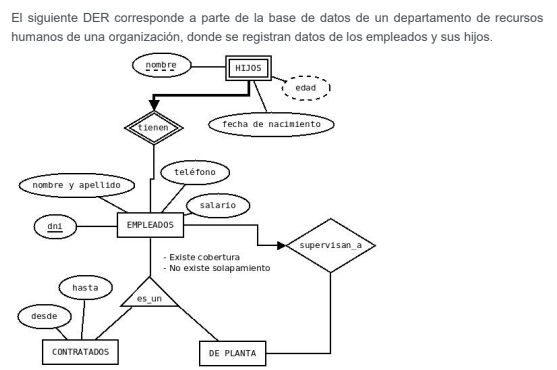 El siguiente DER corresponde a parte de la base de datos de un departamento de recursos
humanos de una organización, donde se registran datos de los empleados y sus hijos.
nombre
HIJOS
edad
fecha de nacimiento
tienen
teléfono
nombre y apellido
salario
dni
EMPLEADOS
supervisan_a
- Existe cobertura
- No existe solapamiento
hasta
es_un
desde
CONTRATADOS
DE PLANTA